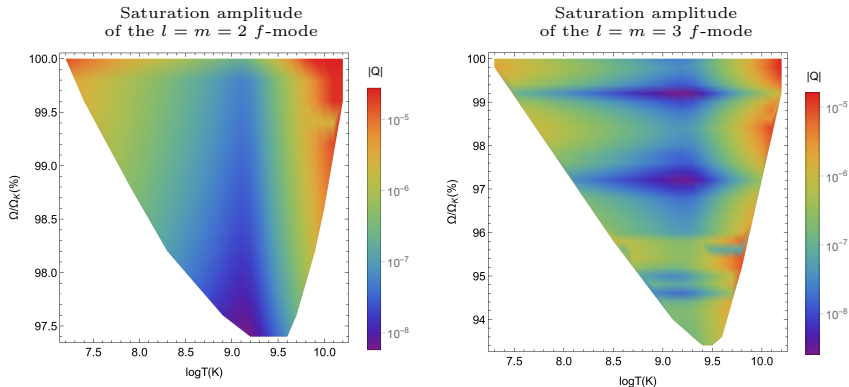 Saturation amplitude
of the l = m = 2 f-mode
|Q|
100.0
99.5
99.0
98.5
98.0
97.5
Ω/Ω_K(%)
7.5 8.0 8.5 9.0 9.5 10.0
logT(K)
10⁻⁵
10⁻⁶
10⁻⁷
10⁻⁸
Saturation amplitude
of the l = m = 3 f-mode
|Q|
100
99
98
97
96
95
94
Ω/Ω_K(%)
7.5 8.0 8.5 9.0 9.5 10.0
logT(K)
10⁻⁵
10⁻⁶
10⁻⁷
10⁻⁸